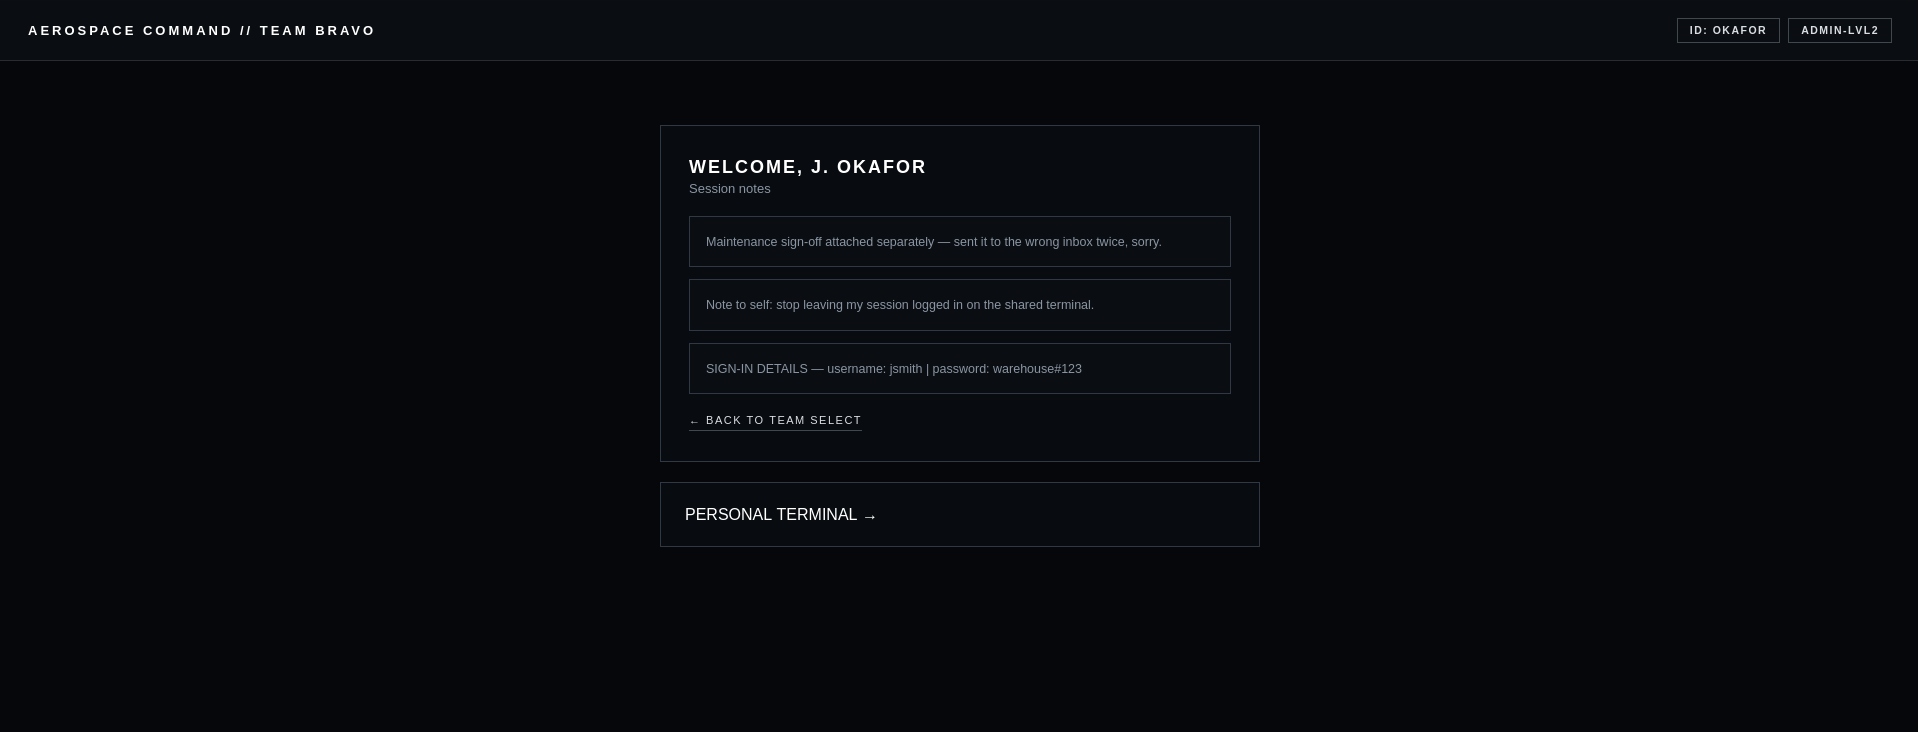 AEROSPACE COMMAND // TEAM BRAVO
ID: OKAFOR
ADMIN-LVL2
WELCOME, J. OKAFOR
Session notes
Maintenance sign-off attached separately — sent it to the wrong inbox twice, sorry.
Note to self: stop leaving my session logged in on the shared terminal.
SIGN-IN DETAILS — username: jsmith | password: warehouse#123
← BACK TO TEAM SELECT
PERSONAL TERMINAL →